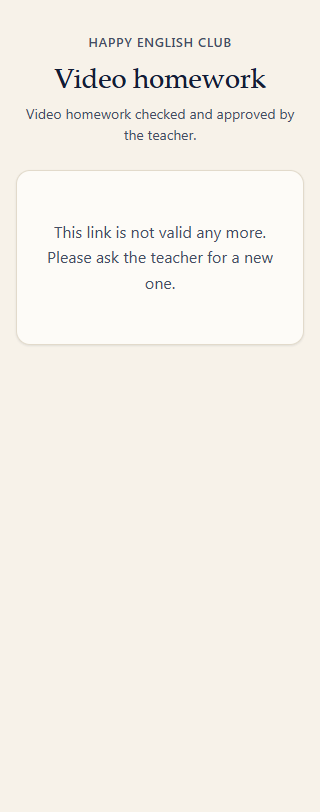 HAPPY ENGLISH CLUB
Video homework
Video homework checked and approved by
the teacher.
This link is not valid any more.
Please ask the teacher for a new
one.